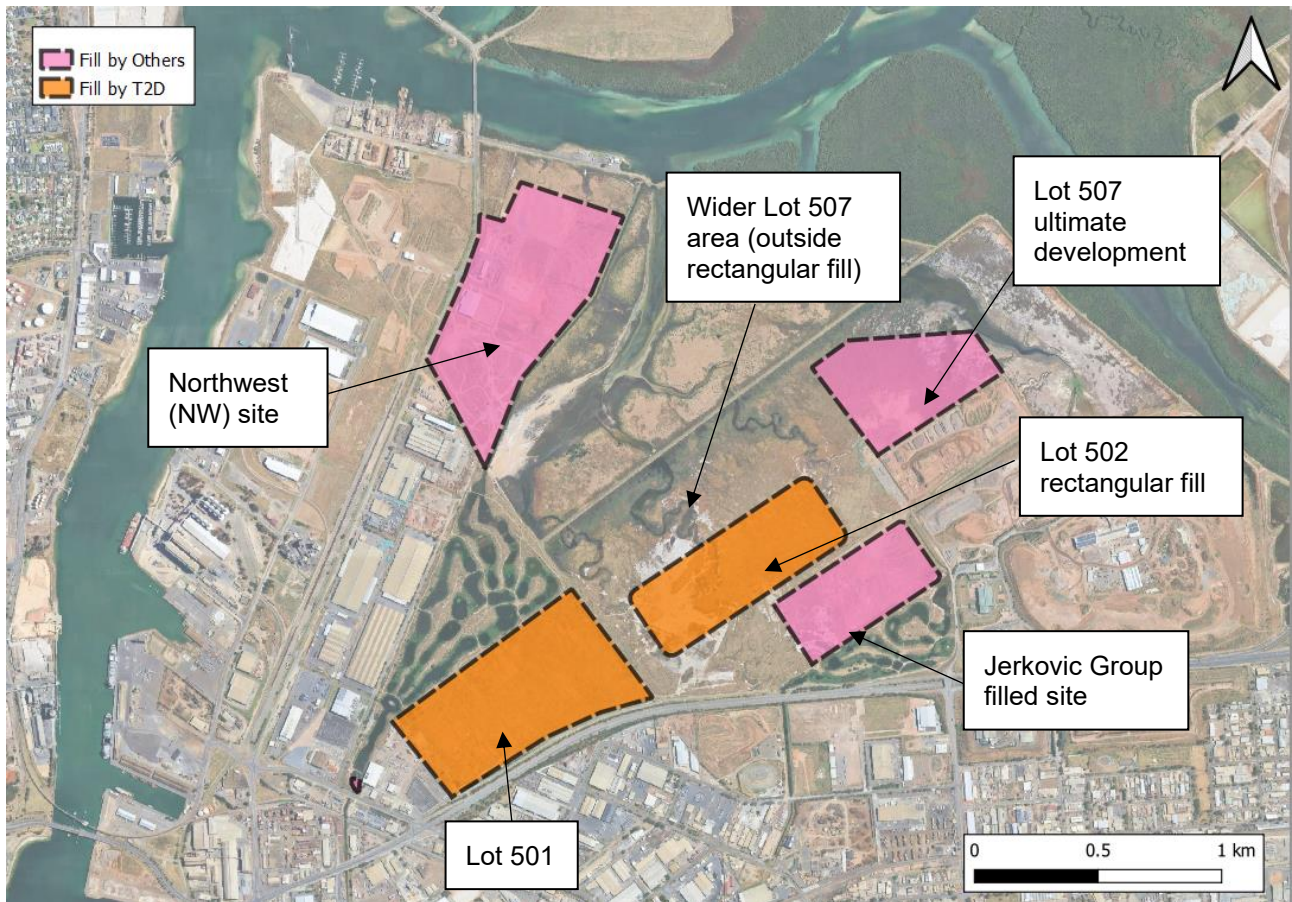 Fill by Others
Fill by T2D
Wider Lot 507
area (outside
rectangular fill)
Lot 507
ultimate
development
Northwest
(NW) site
Lot 502
rectangular fill
Jerkovic Group
filled site
Lot 501
0 0.5 1 km